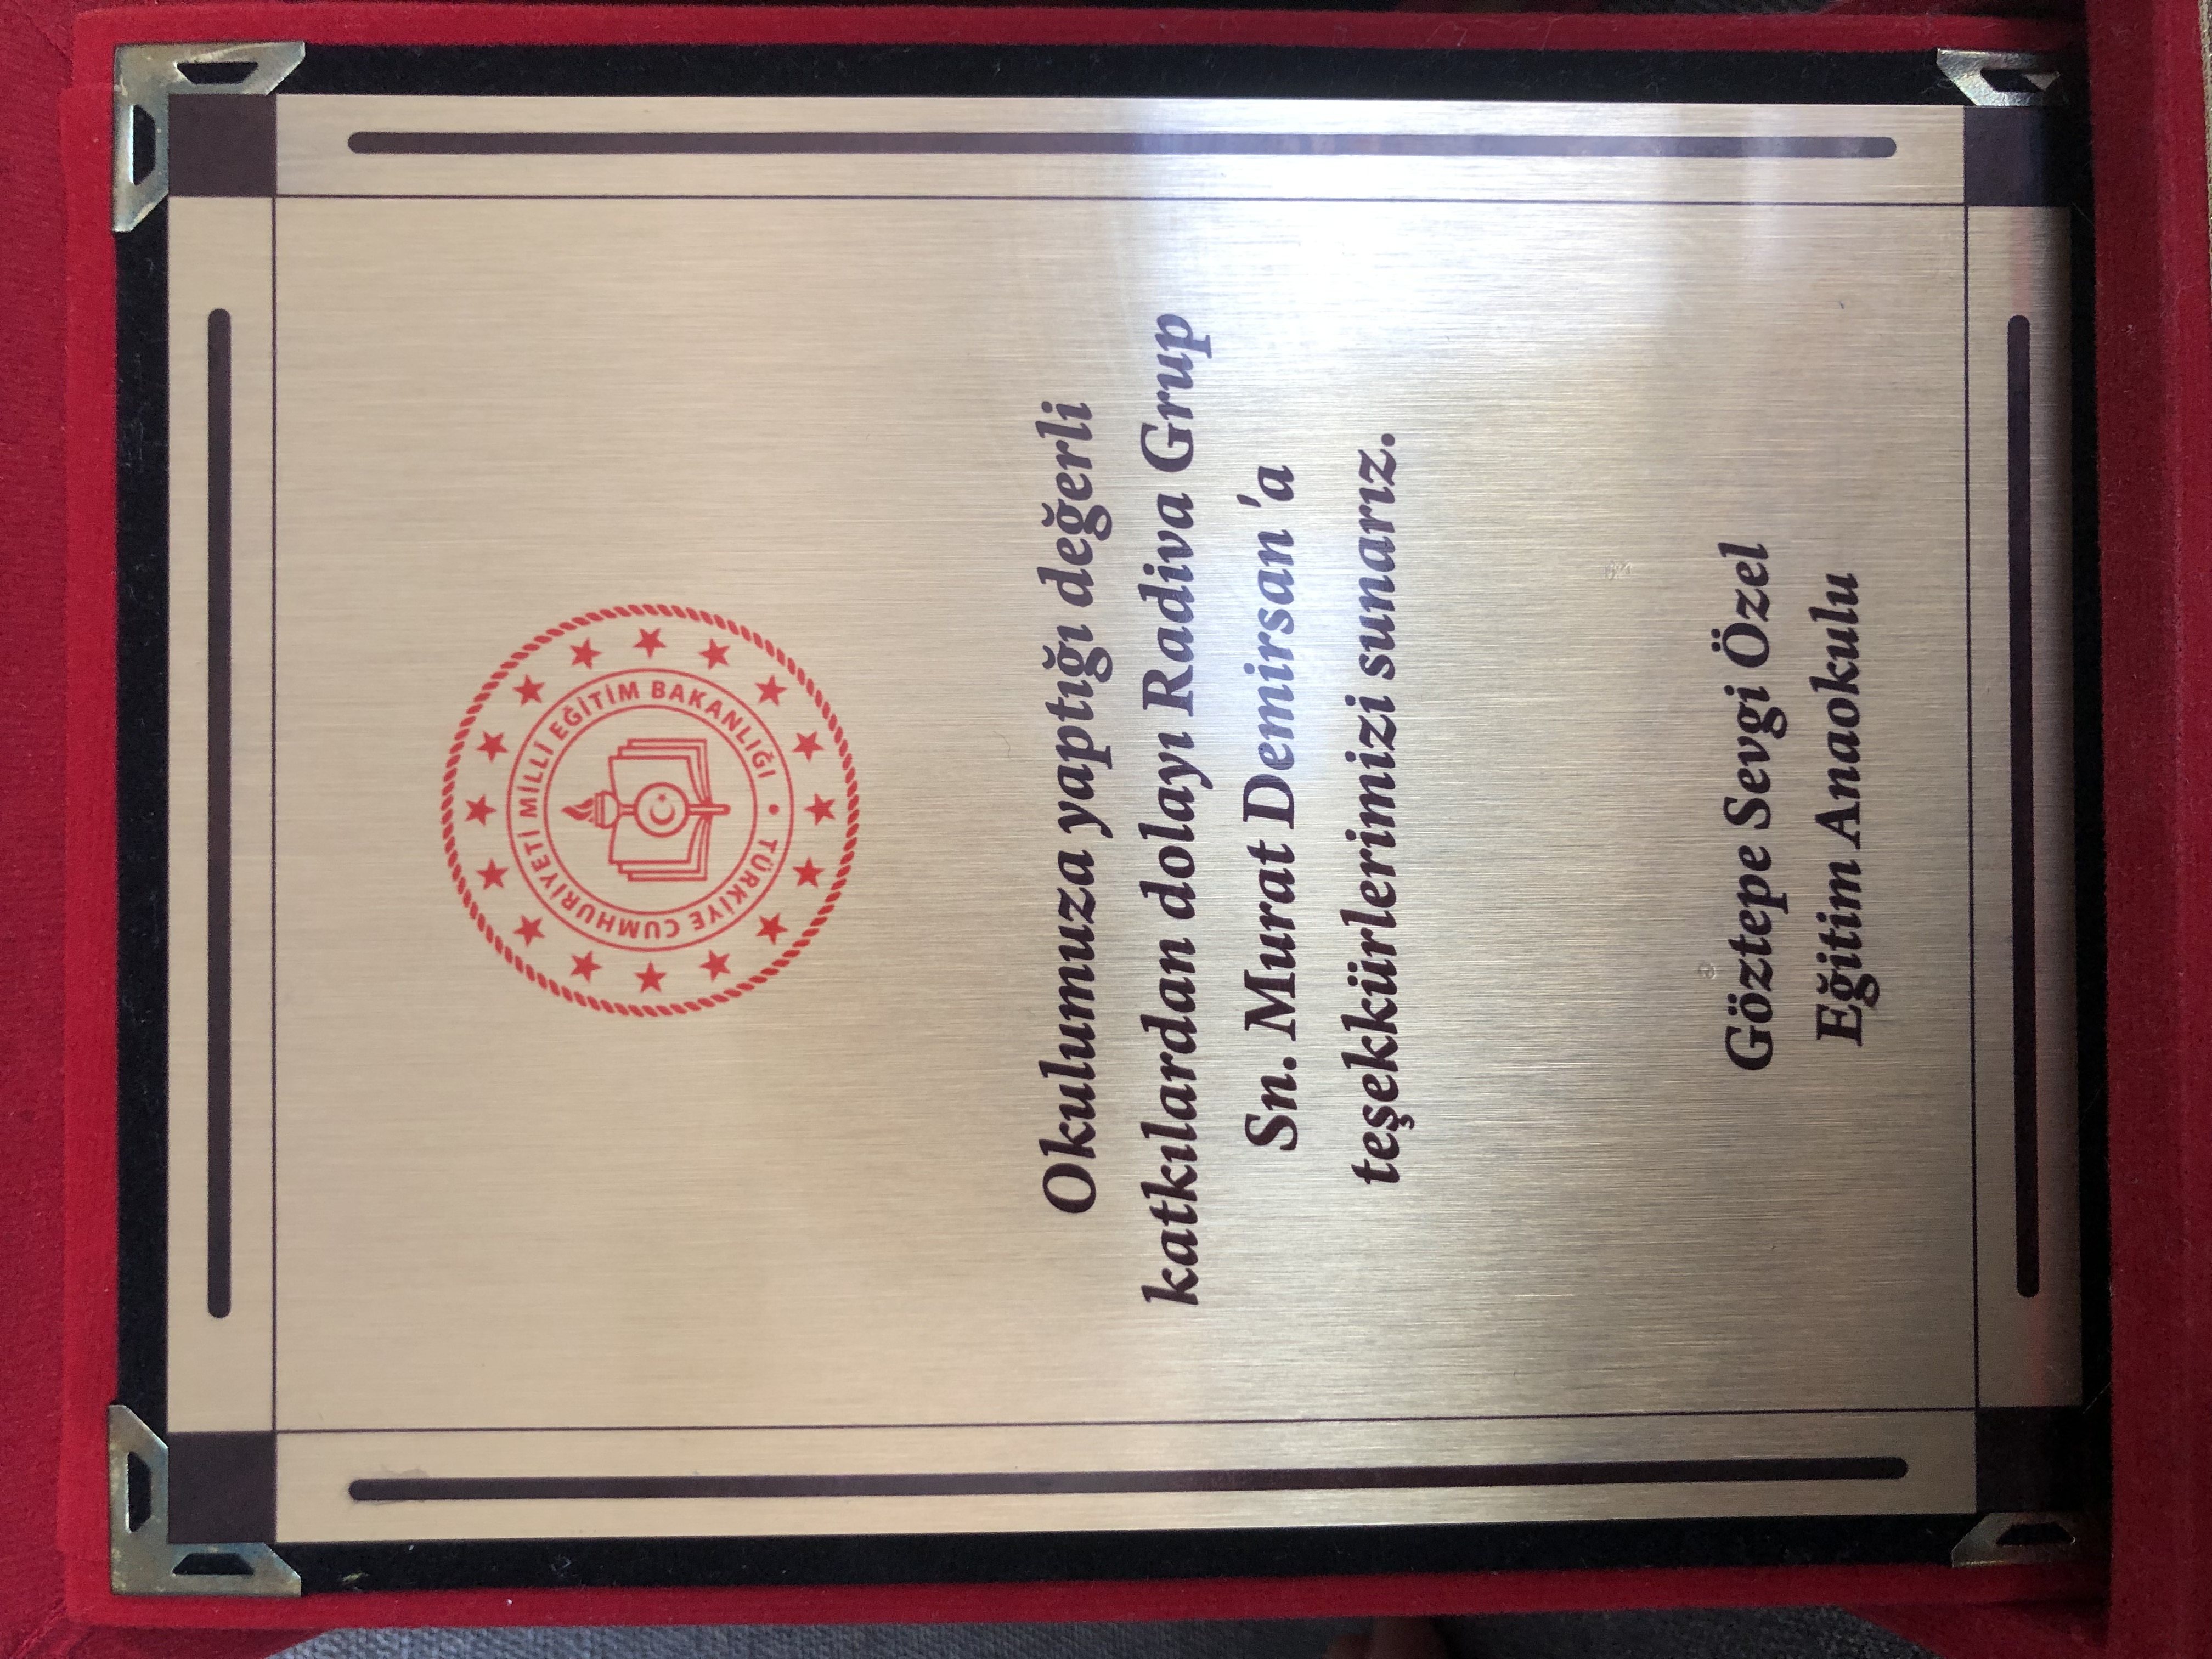 TÜRKİYE CUMHURİYETİ MİLLİ EĞİTİM BAKANLIĞI
Okulumuza yaptığı değerli
katkılardan dolayı Radiva Grup
Sn. Murat Demirsan 'a
teşekkürlerimizi sunarız.
Göztepe Sevgi Özel
Eğitim Anaokulu